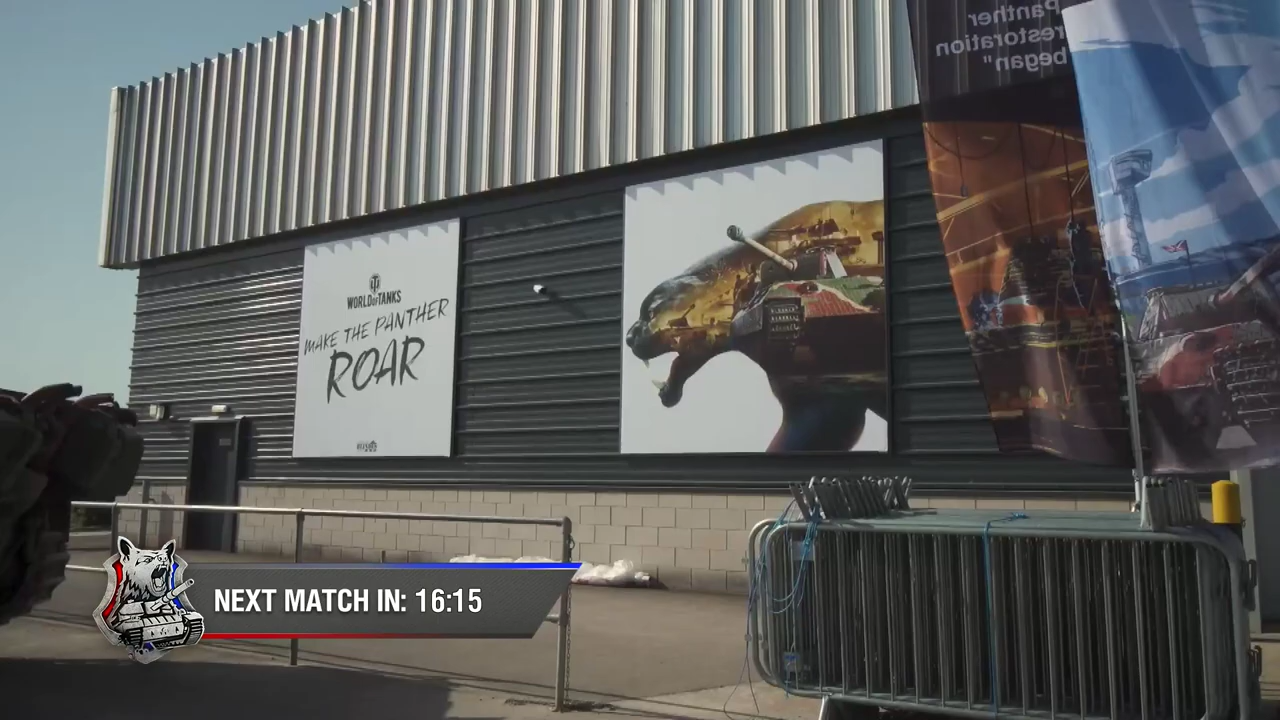 Panther
restoration
began"
WORLD OF TANKS
MAKE THE PANTHER
ROAR
NEXT MATCH IN: 16:15